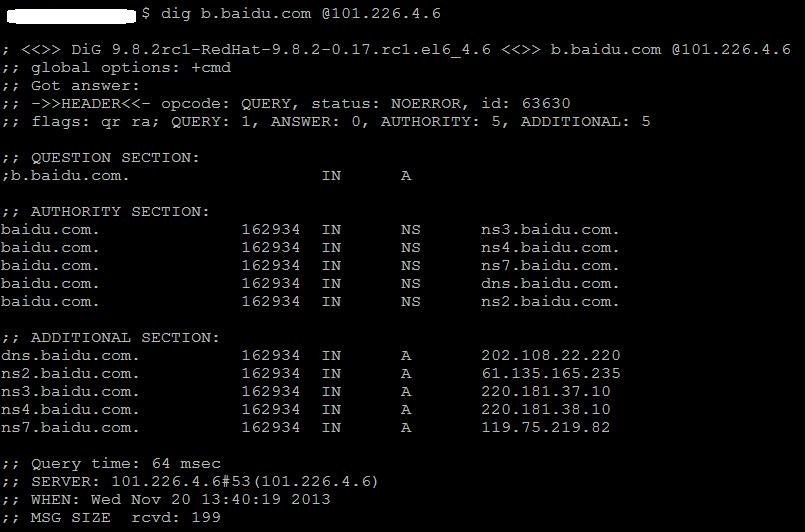 $ dig b.baidu.com @101.226.4.6
; <<>> DiG 9.8.2rc1-RedHat-9.8.2-0.17.rc1.el6_4.6 <<>> b.baidu.com @101.226.4.6
;; global options: +cmd
;; Got answer:
;; ->>HEADER<<- opcode: QUERY, status: NOERROR, id: 63630
;; flags: qr ra; QUERY: 1, ANSWER: 0, AUTHORITY: 5, ADDITIONAL: 5
;; QUESTION SECTION:
;b.baidu.com. IN A
;; AUTHORITY SECTION:
baidu.com. 162934 IN NS ns3.baidu.com.
baidu.com. 162934 IN NS ns4.baidu.com.
baidu.com. 162934 IN NS ns7.baidu.com.
baidu.com. 162934 IN NS dns.baidu.com.
baidu.com. 162934 IN NS ns2.baidu.com.
;; ADDITIONAL SECTION:
dns.baidu.com. 162934 IN A 202.108.22.220
ns2.baidu.com. 162934 IN A 61.135.165.235
ns3.baidu.com. 162934 IN A 220.181.37.10
ns4.baidu.com. 162934 IN A 220.181.38.10
ns7.baidu.com. 162934 IN A 119.75.219.82
;; Query time: 64 msec
;; SERVER: 101.226.4.6#53(101.226.4.6)
;; WHEN: Wed Nov 20 13:40:19 2013
;; MSG SIZE rcvd: 199